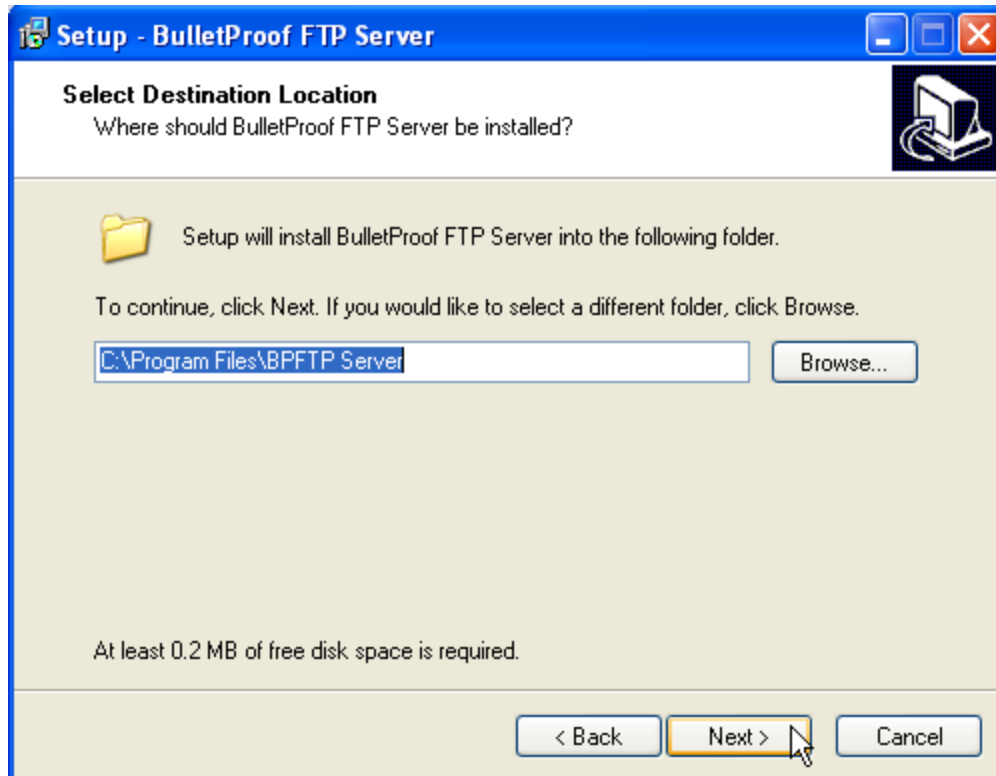 Setup - BulletProof FTP Server
Select Destination Location
Where should BulletProof FTP Server be installed?
Setup will install BulletProof FTP Server into the following folder.
To continue, click Next. If you would like to select a different folder, click Browse.
C:\Program Files\BPFTP Server
Browse...
At least 0.2 MB of free disk space is required.
< Back Next > Cancel